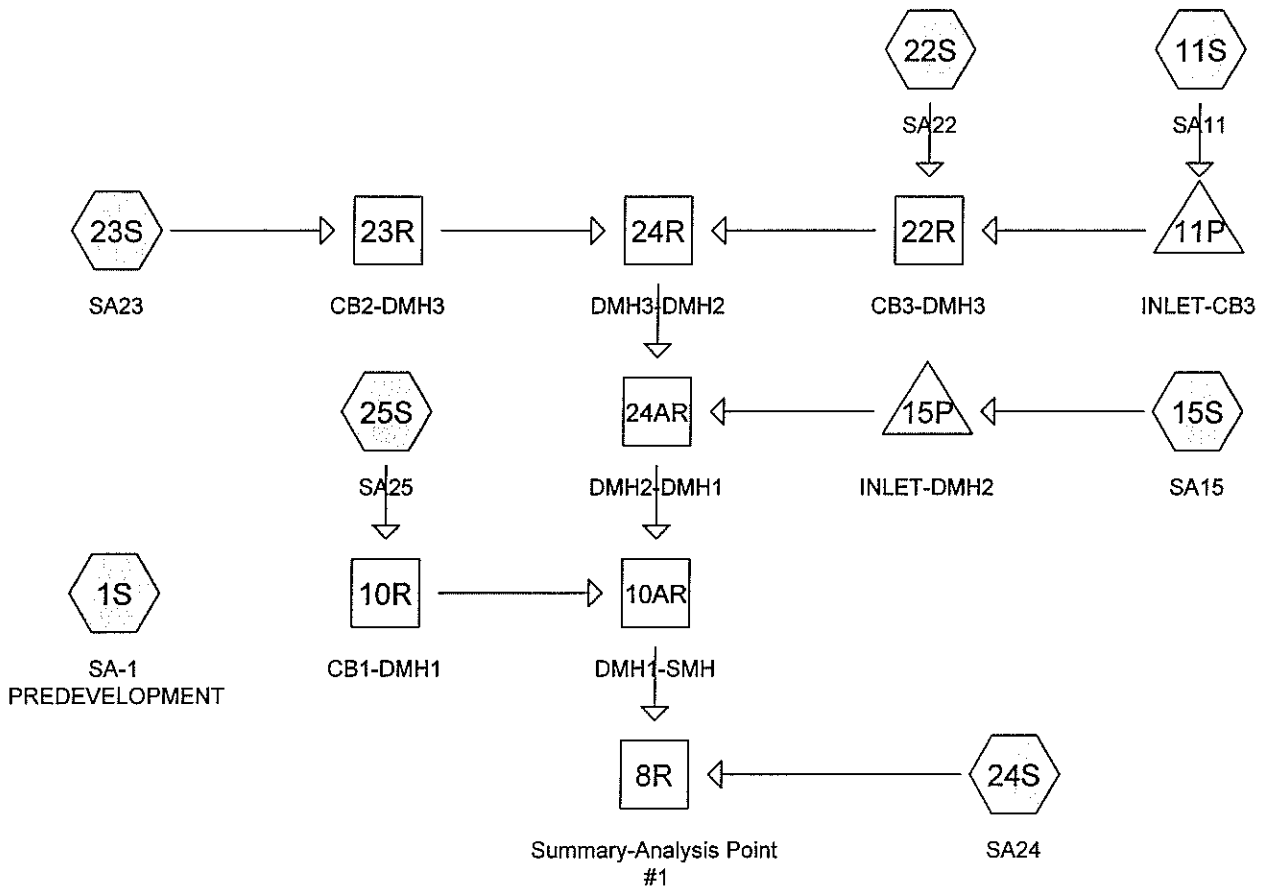 22S
11S
SA22
SA11
23S
23R
24R
22R
11P
SA23
CB2-DMH3
DMH3-DMH2
CB3-DMH3
INLET-CB3
25S
24AR
15P
15S
SA25
DMH2-DMH1
INLET-DMH2
SA15
1S
10R
10AR
SA-1
PREDEVELOPMENT
CB1-DMH1
DMH1-SMH
8R
24S
Summary-Analysis Point
#1
SA24